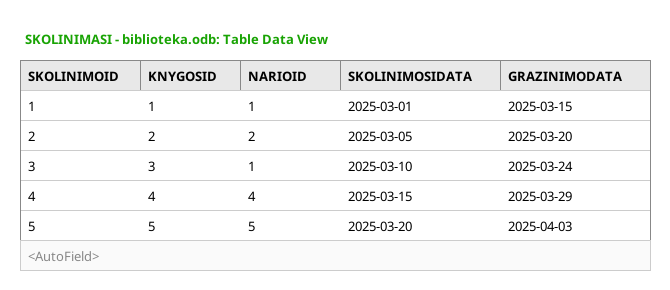 SKOLINIMASI - biblioteka.odb: Table Data View
SKOLINIMOID KNYGOSID NARIOID SKOLINIMOSIDATA GRAZINIMODATA
1 1 1 2025-03-01 2025-03-15
2 2 2 2025-03-05 2025-03-20
3 3 1 2025-03-10 2025-03-24
4 4 4 2025-03-15 2025-03-29
5 5 5 2025-03-20 2025-04-03
<AutoField>